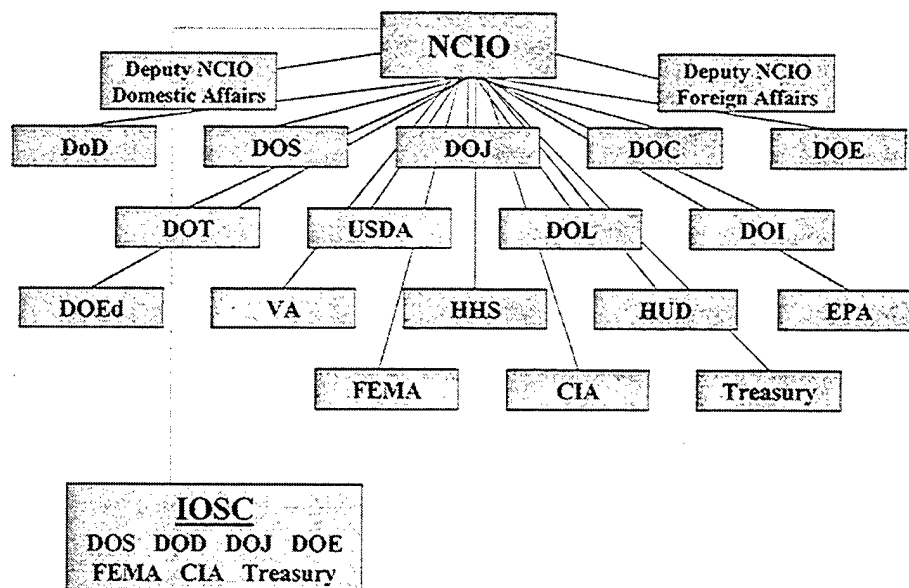 NCIO
Deputy NCIO
Domestic Affairs
Deputy NCIO
Foreign Affairs
DoD
DOS
DOJ
DOC
DOE
DOT
USDA
DOL
DOI
DOEd
VA
HHS
HUD
EPA
FEMA
CIA
Treasury
IOSC
DOS DOD DOJ DOE
FEMA CIA Treasury